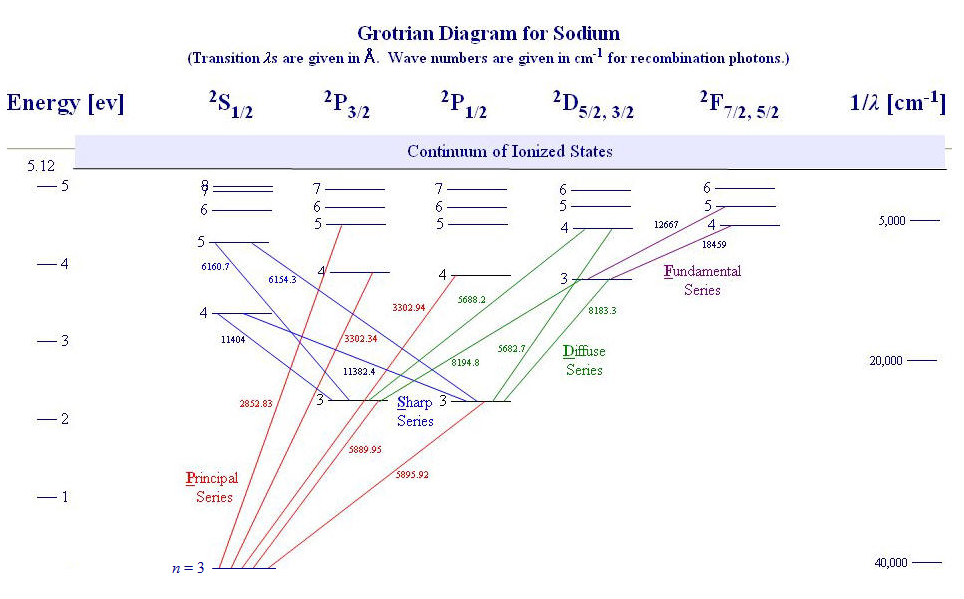 Grotrian Diagram for Sodium
(Transition λs are given in Å. Wave numbers are given in cm⁻¹ for recombination photons.)
Energy [ev] ²S1/2 ²P3/2 ²P1/2 ²D5/2, 3/2 ²F7/2, 5/2 1/λ [cm⁻¹]
Continuum of Ionized States
5.12
5 8 7 7 6 6
7 6 6 5 5
6 5 5 4 4 12667 5,000
5 18459
4 6160.7 6154.3 4 4 3 Fundamental
Series
5688.2
4 3302.94 8183.3
3 11404 3302.34 5682.7 Diffuse
11382.4 8194.8 Series 20,000
2852.83 3 Sharp 3
2 Series
5889.95
5895.92
Principal
1 Series
n = 3 40,000